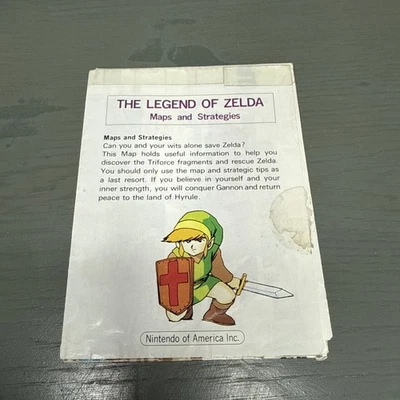 THE LEGEND OF ZELDA
Maps and Strategies
Maps and Strategies
Can you and your wits alone save Zelda?
This Map holds useful information to help you
discover the Triforce fragments and rescue Zelda.
You should only use the map and strategic tips as
a last resort. If you believe in yourself and your
inner strength, you will conquer Gannon and return
peace to the land of Hyrule.
Nintendo of America Inc.